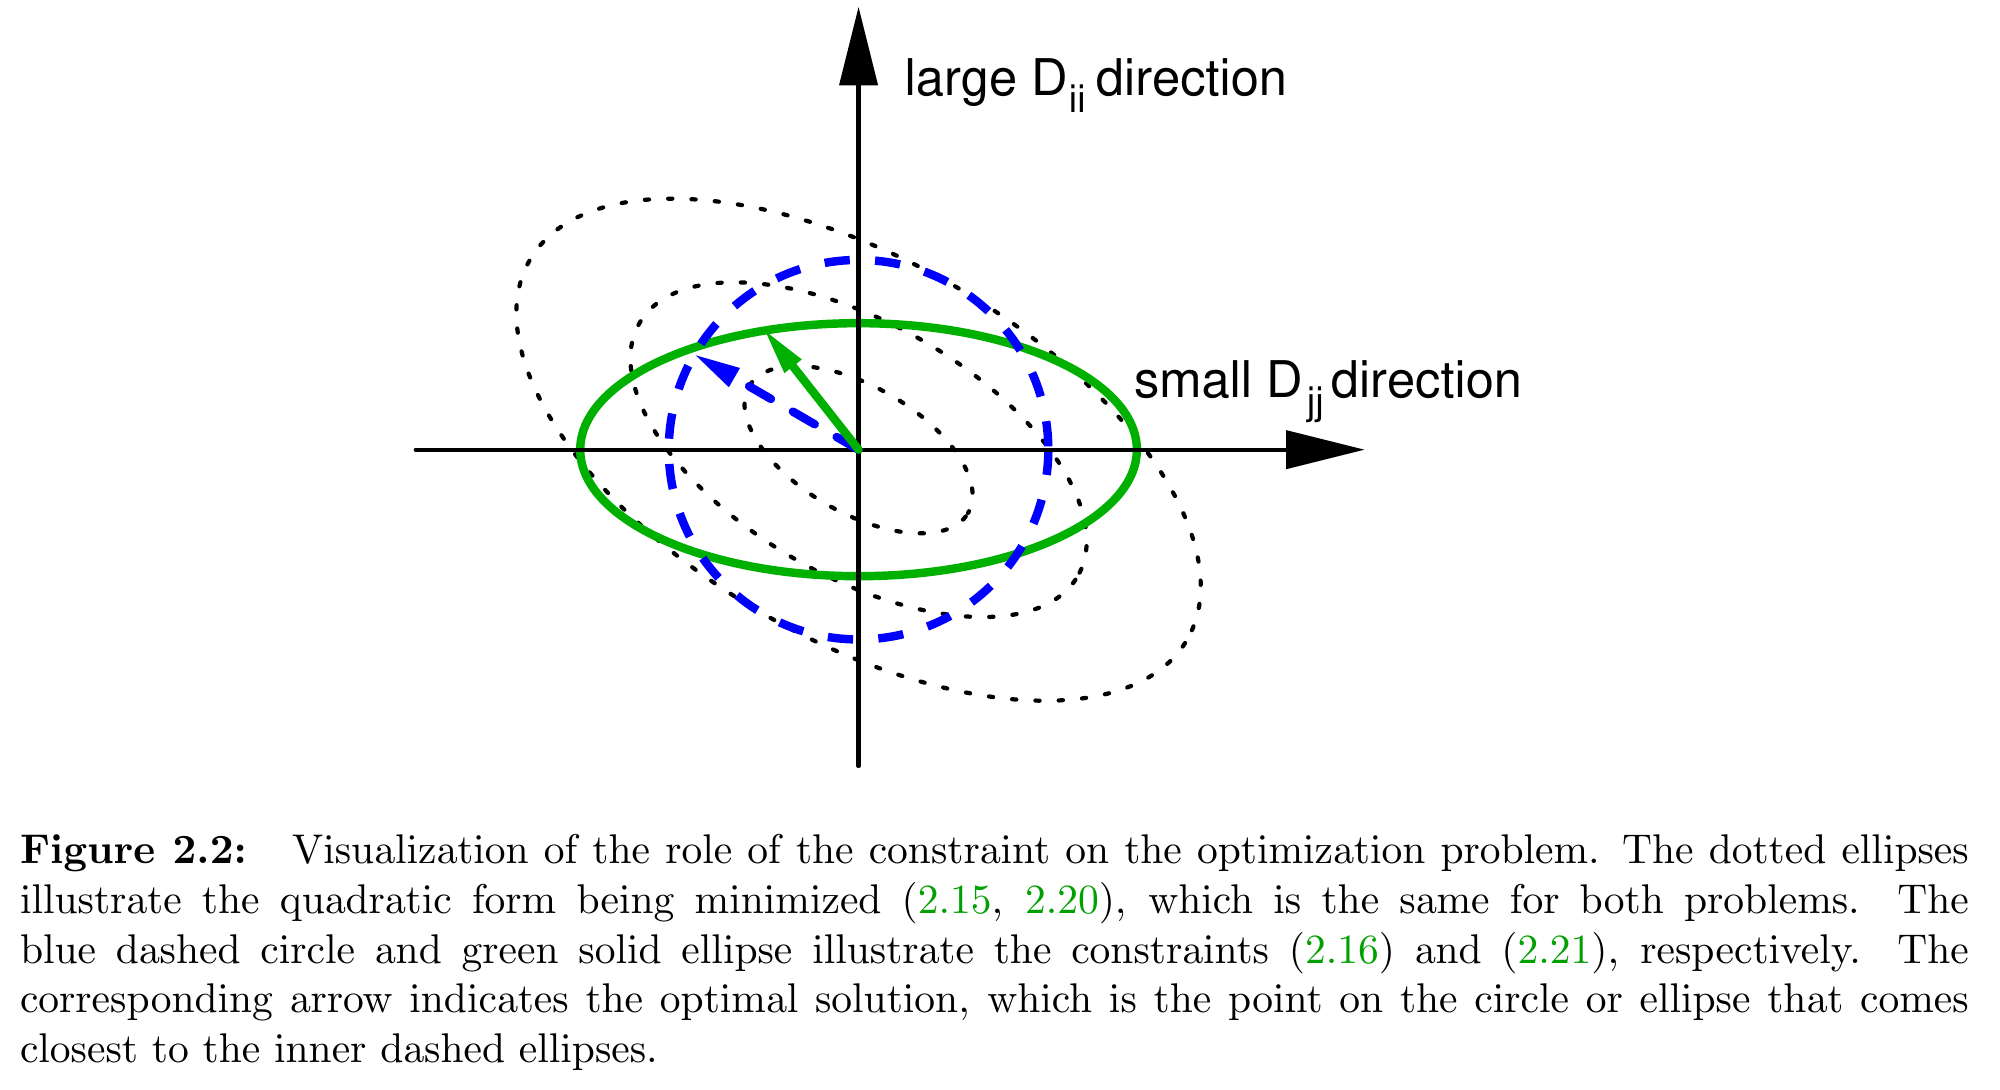 large D_ii direction
small D_jj direction
Figure 2.2: Visualization of the role of the constraint on the optimization problem. The dotted ellipses
illustrate the quadratic form being minimized (2.15, 2.20), which is the same for both problems. The
blue dashed circle and green solid ellipse illustrate the constraints (2.16) and (2.21), respectively. The
corresponding arrow indicates the optimal solution, which is the point on the circle or ellipse that comes
closest to the inner dashed ellipses.